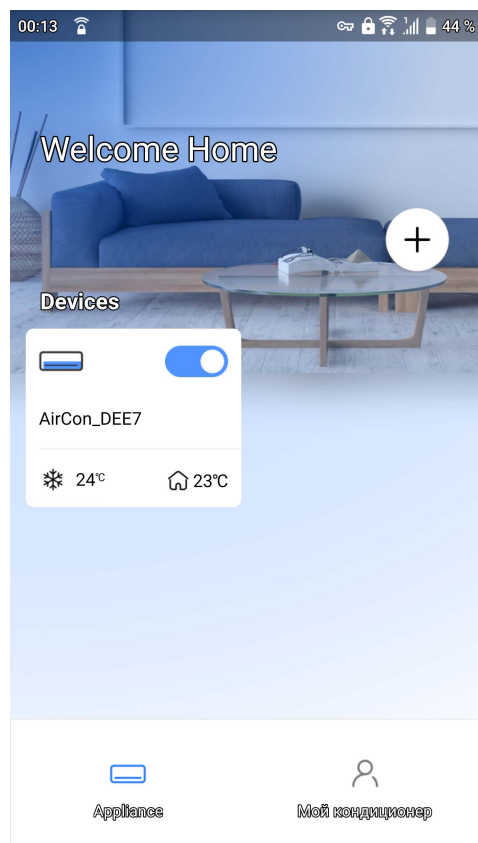 00:13
44 %
Welcome Home
Devices
AirCon_DEE7
24℃
23℃
Appliance
Мой кондиционер